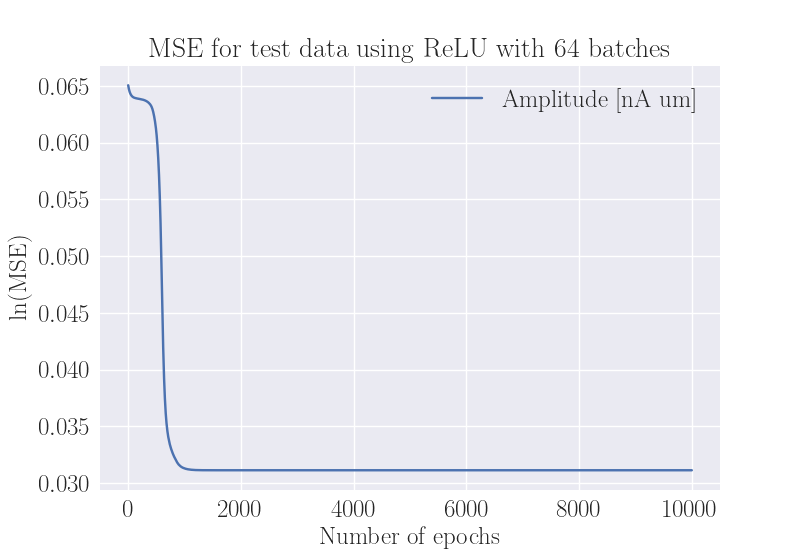 MSE for test data using ReLU with 64 batches
Amplitude [nA um]
ln(MSE)
0.065
0.060
0.055
0.050
0.045
0.040
0.035
0.030
0 2000 4000 6000 8000 10000
Number of epochs